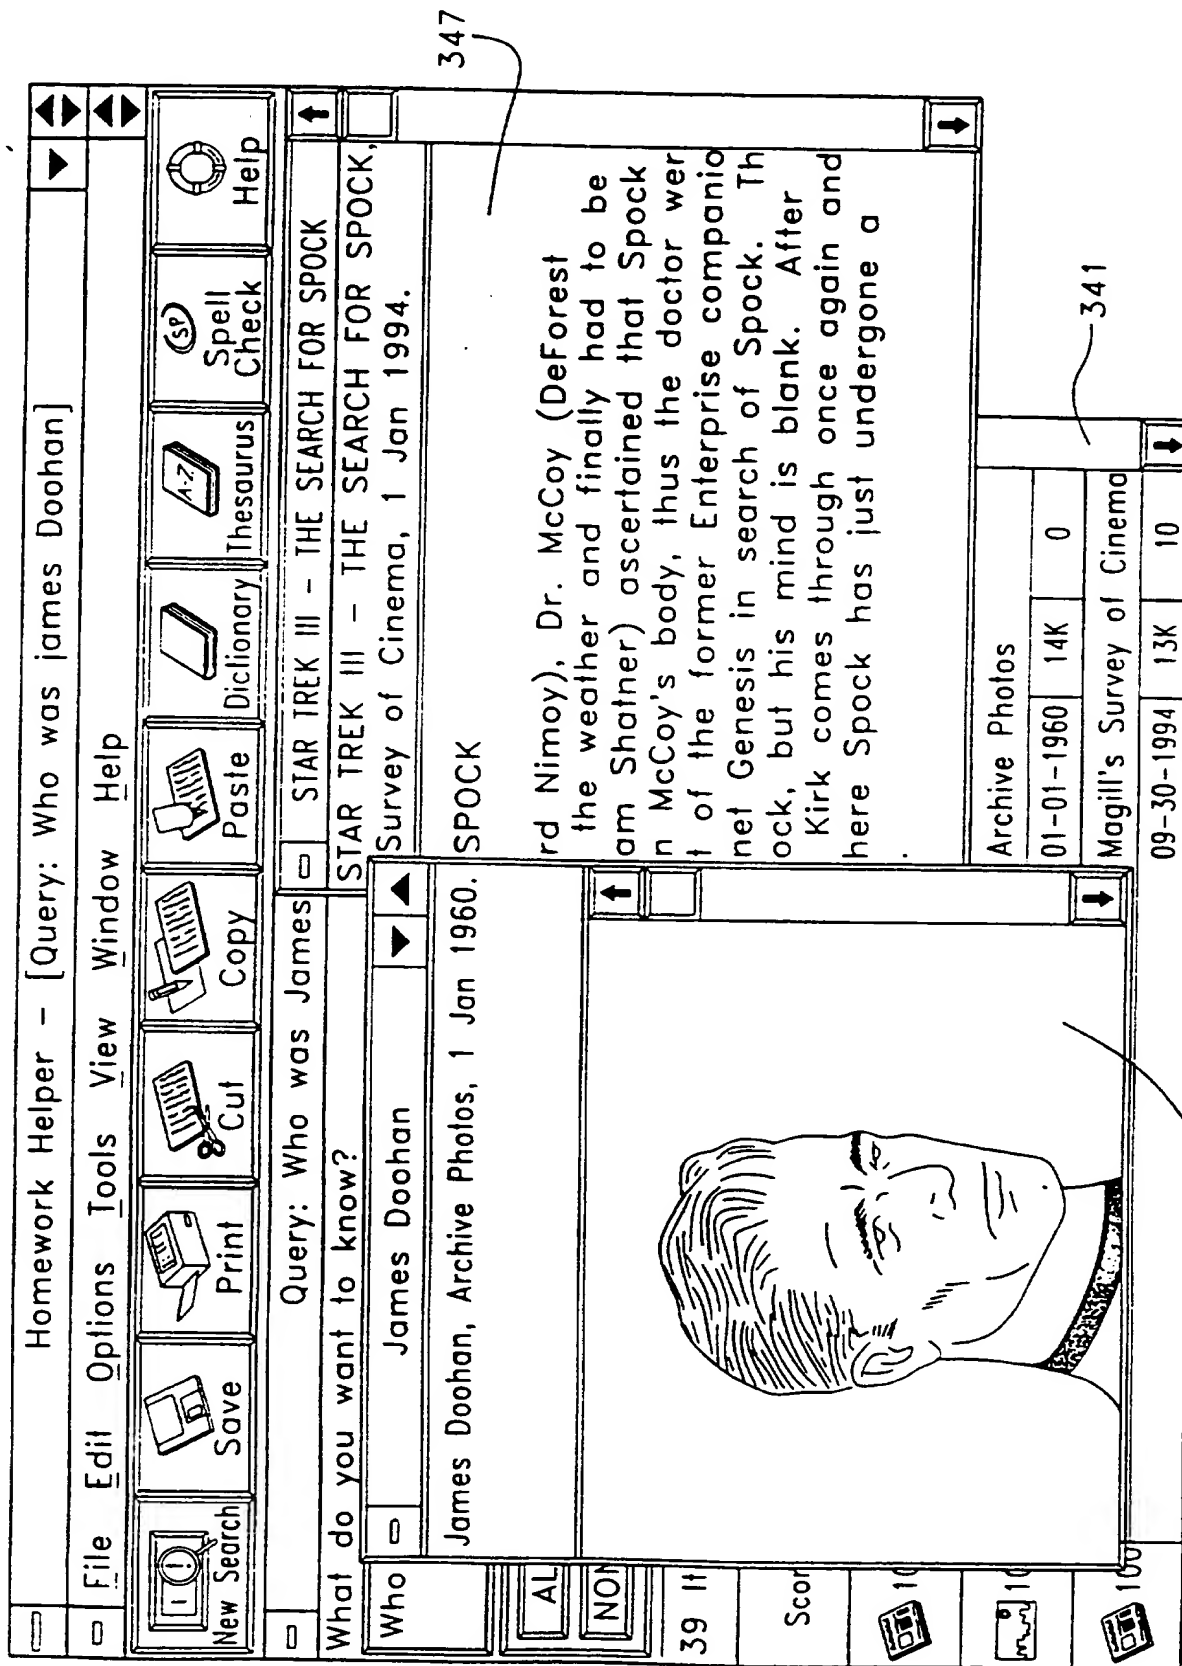 Homework Helper - [Query: Who was james Doohan]
File Edit Options Tools View Window Help
New Search
Save
Print
Cut
Copy
Paste
Dictionary
Thesaurus
A-Z
Spell Check
SP
Help
Query: Who was James
What do you want to know?
Who
AL
NON
39 It
Scor
10
10
100
STAR TREK III - THE SEARCH FOR SPOCK
STAR TREK III - THE SEARCH FOR SPOCK,
Survey of Cinema, 1 Jan 1994.
SPOCK
rd Nimoy), Dr. McCoy (DeForest
the weather and finally had to be
am Shatner) ascertained that Spock
n McCoy's body, thus the doctor wer
t of the former Enterprise companio
net Genesis in search of Spock. Th
ock, but his mind is blank. After
Kirk comes through once again and
here Spock has just undergone a
James Doohan
James Doohan, Archive Photos, 1 Jan 1960.
Archive Photos
01-01-1960 14K 0
Magill's Survey of Cinema
09-30-1994 13K 10
347
341